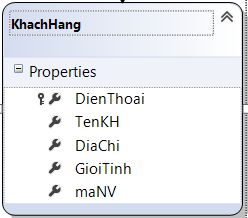 KhachHang
Properties
DienThoai
TenKH
DiaChi
GioiTinh
maNV